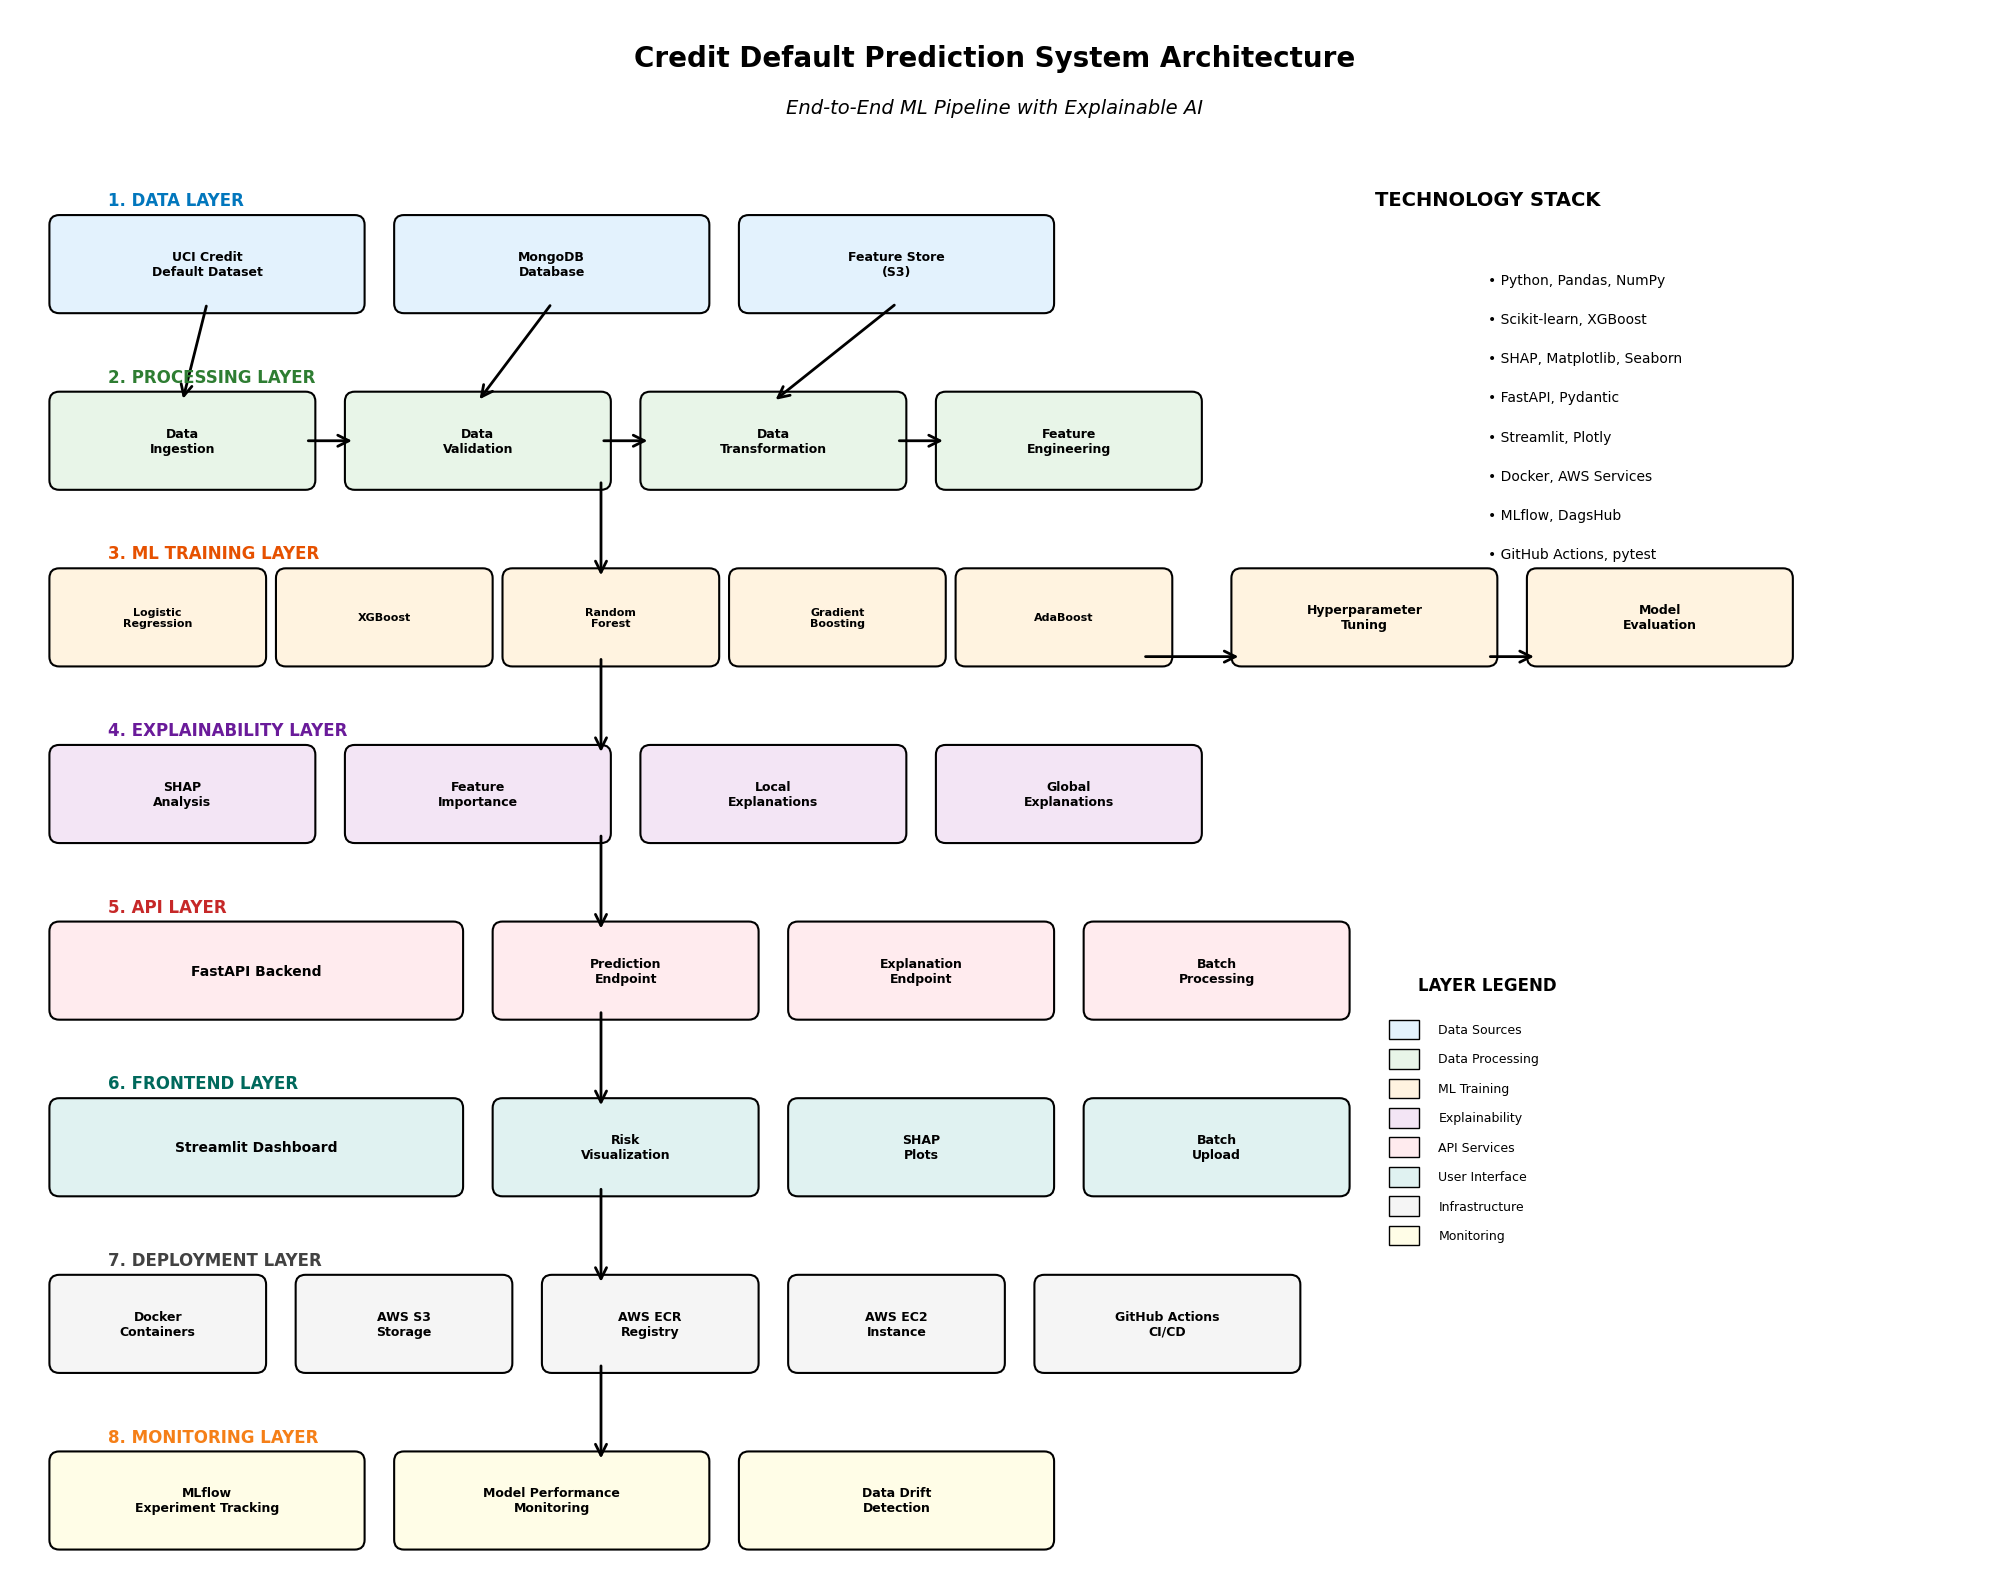 Credit Default Prediction System Architecture
End-to-End ML Pipeline with Explainable AI
1. DATA LAYER
UCI Credit
Default Dataset
MongoDB
Database
Feature Store
(S3)
2. PROCESSING LAYER
Data
Ingestion
Data
Validation
Data
Transformation
Feature
Engineering
3. ML TRAINING LAYER
Logistic
Regression
XGBoost
Random
Forest
Gradient
Boosting
AdaBoost
Hyperparameter
Tuning
Model
Evaluation
4. EXPLAINABILITY LAYER
SHAP
Analysis
Feature
Importance
Local
Explanations
Global
Explanations
5. API LAYER
FastAPI Backend
Prediction
Endpoint
Explanation
Endpoint
Batch
Processing
6. FRONTEND LAYER
Streamlit Dashboard
Risk
Visualization
SHAP
Plots
Batch
Upload
7. DEPLOYMENT LAYER
Docker
Containers
AWS S3
Storage
AWS ECR
Registry
AWS EC2
Instance
GitHub Actions
CI/CD
8. MONITORING LAYER
MLflow
Experiment Tracking
Model Performance
Monitoring
Data Drift
Detection
TECHNOLOGY STACK
• Python, Pandas, NumPy
• Scikit-learn, XGBoost
• SHAP, Matplotlib, Seaborn
• FastAPI, Pydantic
• Streamlit, Plotly
• Docker, AWS Services
• MLflow, DagsHub
• GitHub Actions, pytest
LAYER LEGEND
Data Sources
Data Processing
ML Training
Explainability
API Services
User Interface
Infrastructure
Monitoring